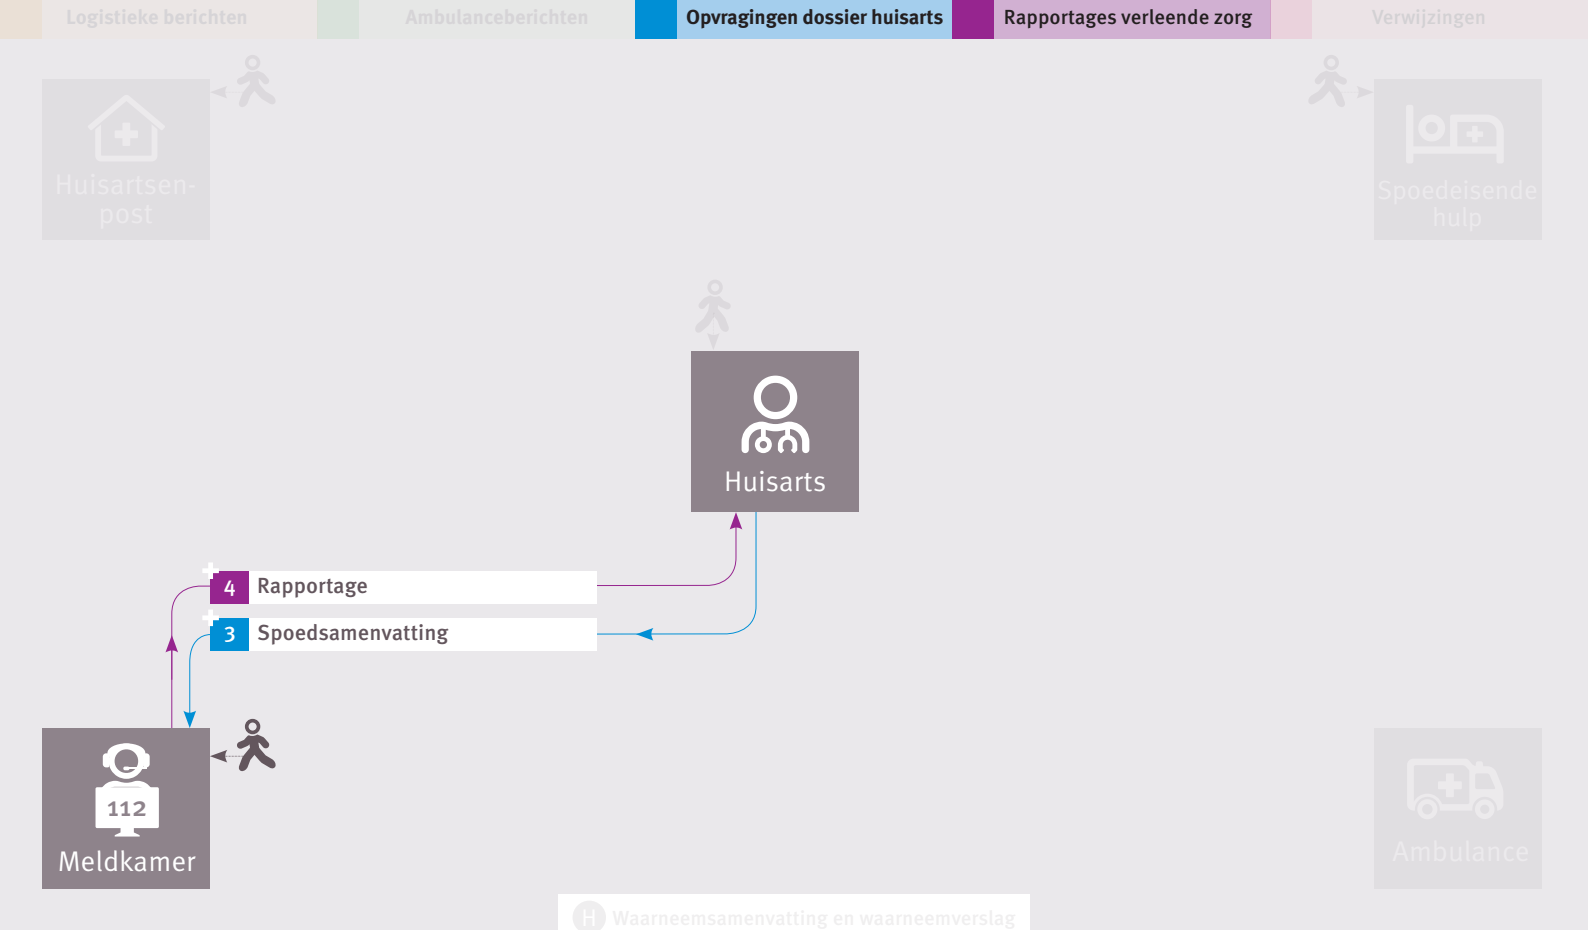 Logistieke berichten
Ambulanceberichten
Opvragingen dossier huisarts
Rapportages verleende zorg
Verwijzingen
Huisartsen-
post
Spoedeisende
hulp
Huisarts
4 Rapportage
3 Spoedsamenvatting
112
Meldkamer
Ambulance
H Waarneemsamenvatting en waarneemverslag